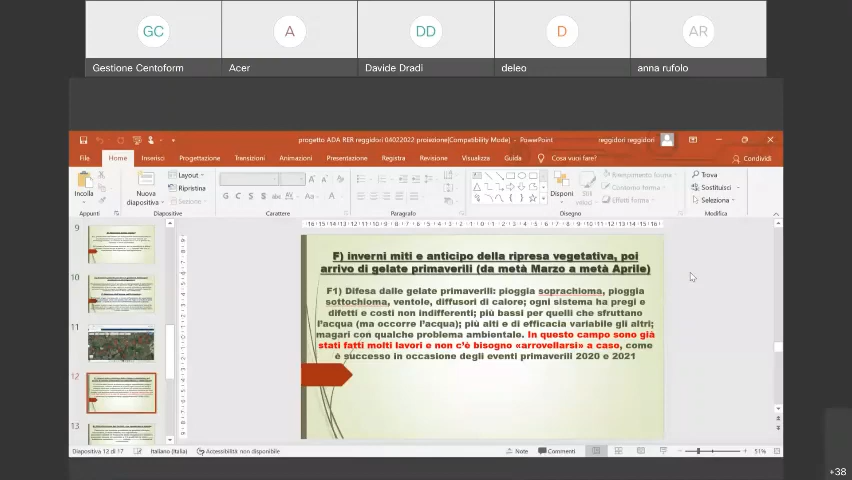 GC
A
DD
D
AR
Gestione Centoform
Acer
Davide Dradi
deleo
anna rufolo
progetto ADA RER reggidori 04022022 proiezione[Compatibility Mode] - PowerPoint
reggidori reggidori
File Home Inserisci Progettazione Transizioni Animazioni Presentazione Registra Revisione Visualizza Guida Cosa vuoi fare? Condividi
Incolla
Nuova
diapositiva
Layout
Ripristina
Sezione
G C S
Disponi
Stili
veloci
Riempimento forma
Contorno forma
Effetti forma
Trova
Sostituisci
Seleziona
Appunti
Diapositive
Carattere
Paragrafo
Disegno
Modifica
9
10
11
12
13
F) inverni miti e anticipo della ripresa vegetativa, poi
arrivo di gelate primaverili (da metà Marzo a metà Aprile)
F1) Difesa dalle gelate primaverili: pioggia soprachioma, pioggia
sottochioma, ventole, diffusori di calore; ogni sistema ha pregi e
difetti e costi non indifferenti; più bassi per quelli che sfruttano
l'acqua (ma occorre l'acqua); più alti e di efficacia variabile gli altri;
magari con qualche problema ambientale. In questo campo sono già
stati fatti molti lavori e non c'è bisogno «arrovellarsi» a caso, come
è successo in occasione degli eventi primaverili 2020 e 2021
Diapositiva 12 di 17
Italiano (Italia)
Accessibilità: non disponibile
Note
Commenti
51%
+38